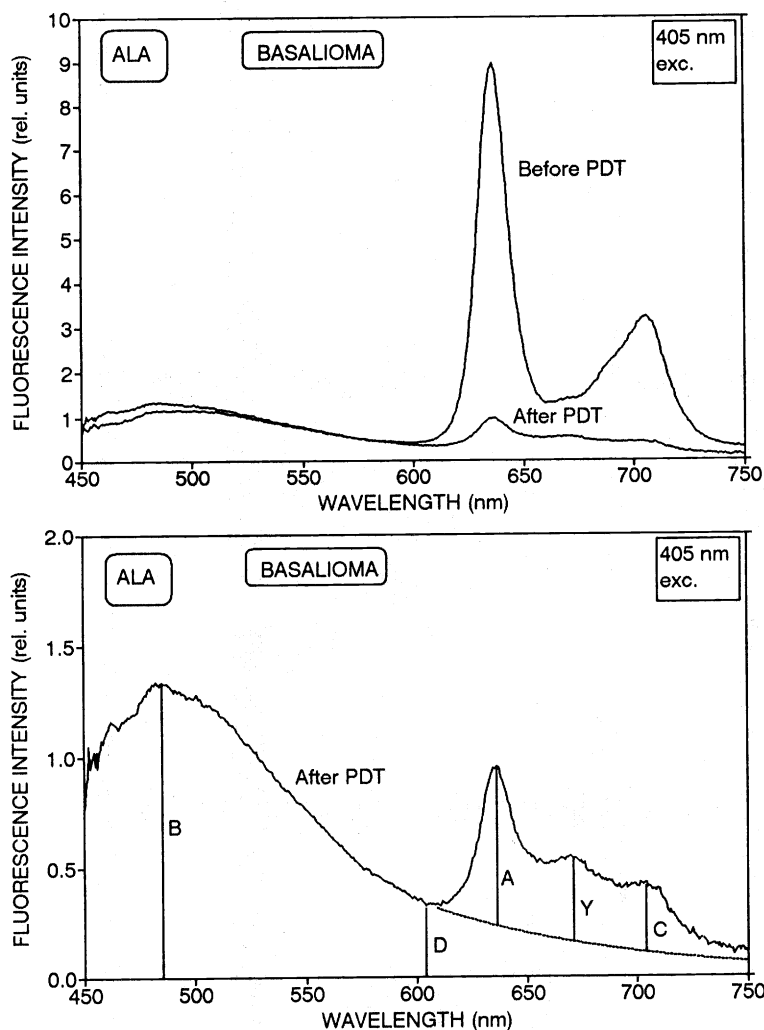 FLUORESCENCE INTENSITY (rel. units)
10
9
8
7
6
5
4
3
2
1
0
ALA
BASALIOMA
405 nm
exc.
Before PDT
After PDT
450
500
550
600
650
700
750
WAVELENGTH (nm)
FLUORESCENCE INTENSITY (rel. units)
2.0
1.5
1.0
0.5
0.0
ALA
BASALIOMA
405 nm
exc.
After PDT
B
D
A
Y
C
450
500
550
600
650
700
750
WAVELENGTH (nm)